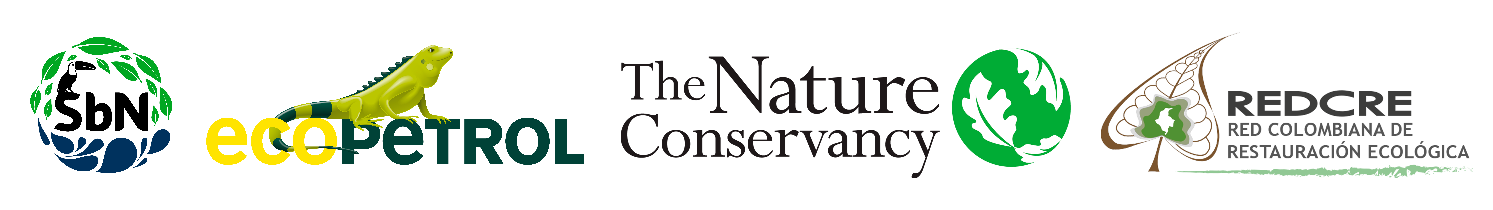 SbN
ecoPeTROL
The Nature
Conservancy
REDCRE
RED COLOMBIANA DE
RESTAURACIÓN ECOLÓGICA